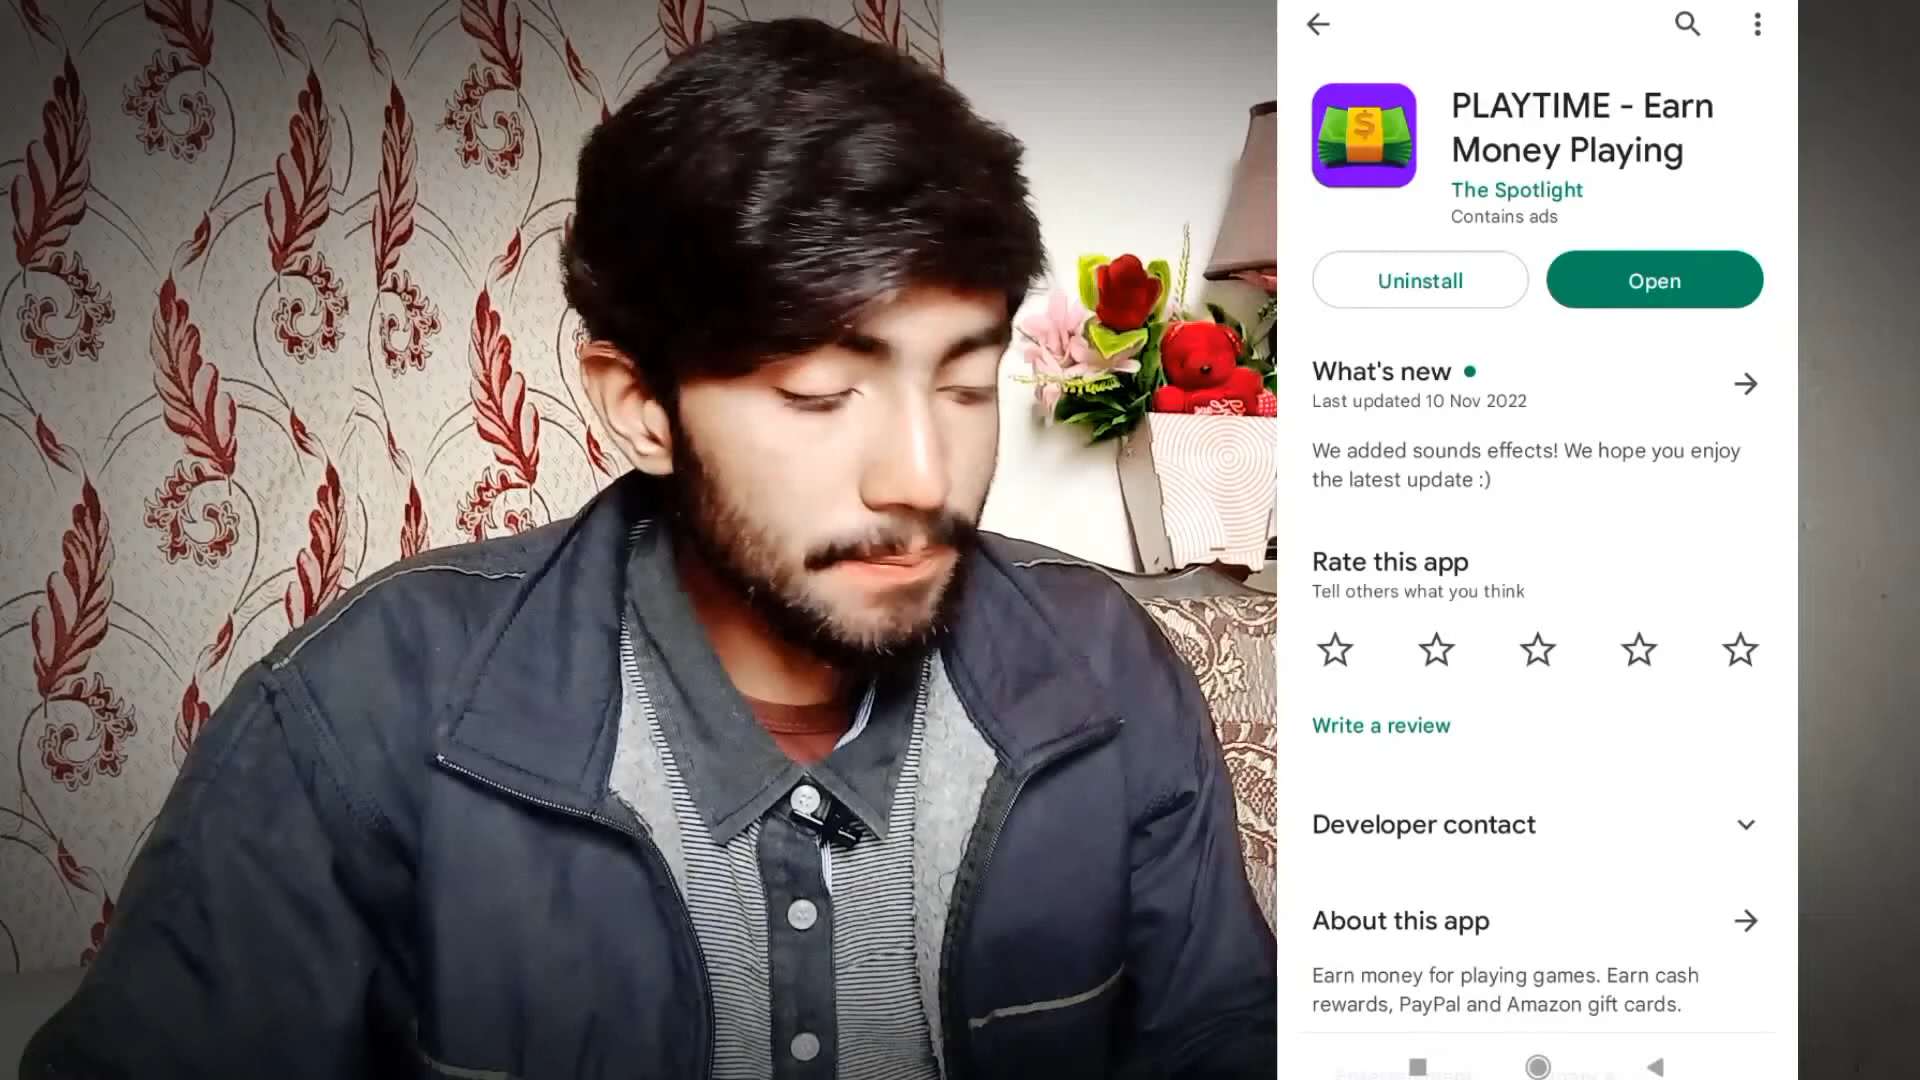 PLAYTIME - Earn
Money Playing
The Spotlight
Contains ads
Uninstall
Open
What's new
Last updated 10 Nov 2022
We added sounds effects! We hope you enjoy
the latest update :)
Rate this app
Tell others what you think
Write a review
Developer contact
About this app
Earn money for playing games. Earn cash
rewards, PayPal and Amazon gift cards.